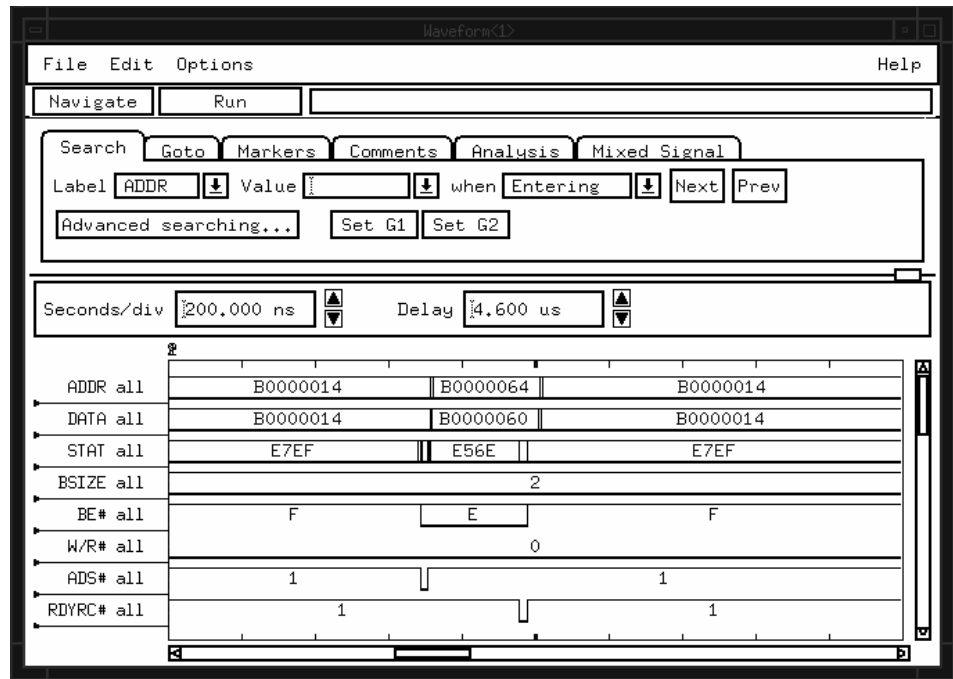 Waveform<1>
File Edit Options Help
Navigate Run
Search Goto Markers Comments Analysis Mixed Signal
Label ADDR Value when Entering Next Prev
Advanced searching... Set G1 Set G2
Seconds/div 200.000 ns Delay 4.600 us
ADDR all B0000014 B0000064 B0000014
DATA all B0000014 B0000060 B0000014
STAT all E7EF E56E E7EF
BSIZE all 2
BE# all F E F
W/R# all 0
ADS# all 1 1
RDYRC# all 1 1